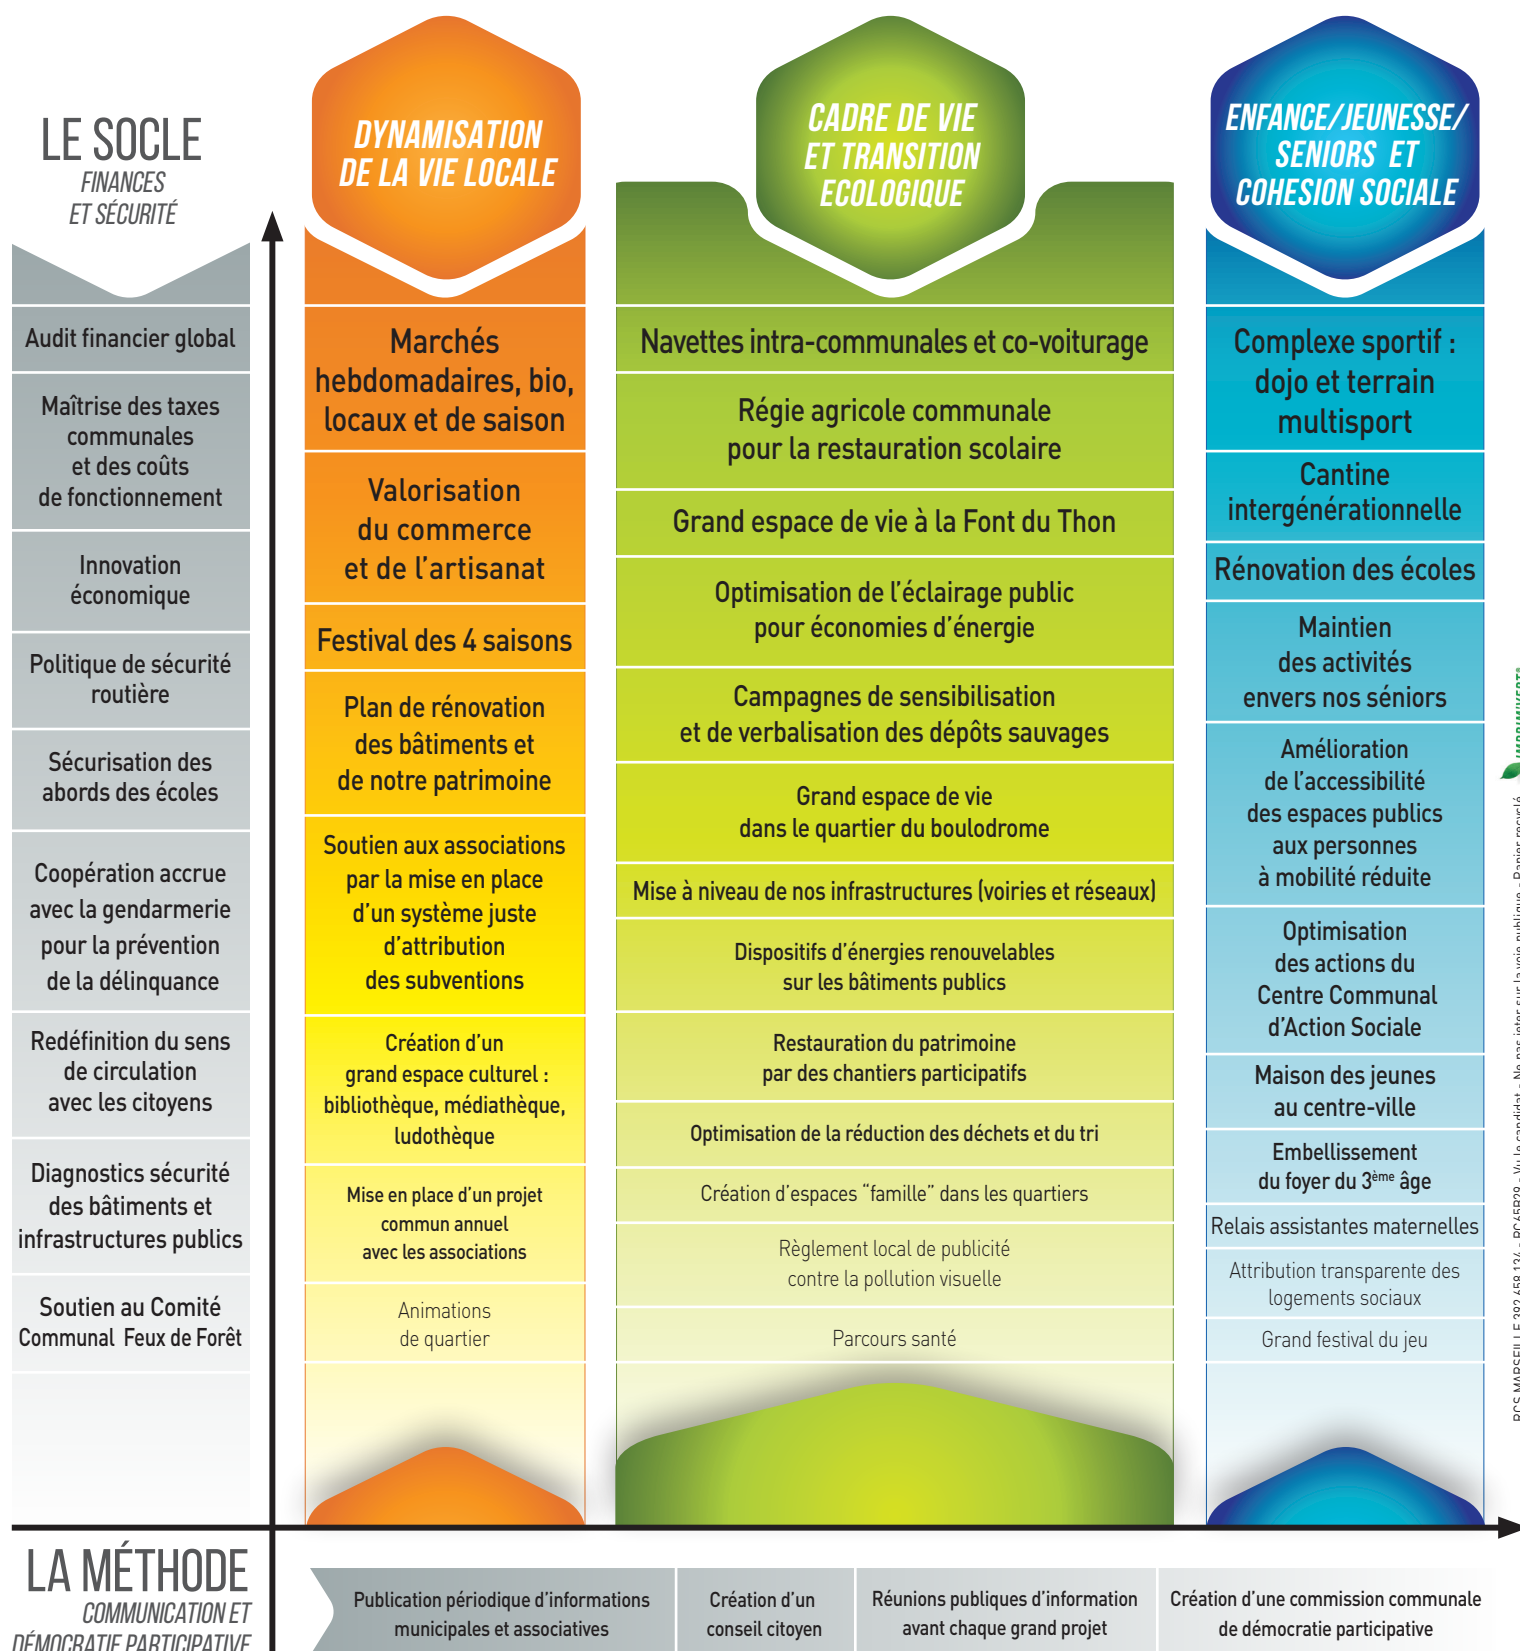 LE SOCLE
FINANCES
ET SÉCURITÉ
Audit financier global
Maîtrise des taxes
communales
et des coûts
de fonctionnement
Innovation
économique
Politique de sécurité
routière
Sécurisation des
abords des écoles
Coopération accrue
avec la gendarmerie
pour la prévention
de la délinquance
Redéfinition du sens
de circulation
avec les citoyens
Diagnostics sécurité
des bâtiments et
infrastructures publics
Soutien au Comité
Communal Feux de Forêt
DYNAMISATION
DE LA VIE LOCALE
Marchés
hebdomadaires, bio,
locaux et de saison
Valorisation
du commerce
et de l'artisanat
Festival des 4 saisons
Plan de rénovation
des bâtiments et
de notre patrimoine
Soutien aux associations
par la mise en place
d'un système juste
d'attribution
des subventions
Création d'un
grand espace culturel :
bibliothèque, médiathèque,
ludothèque
Mise en place d'un projet
commun annuel
avec les associations
Animations
de quartier
CADRE DE VIE
ET TRANSITION
ECOLOGIQUE
Navettes intra-communales et co-voiturage
Régie agricole communale
pour la restauration scolaire
Grand espace de vie à la Font du Thon
Optimisation de l'éclairage public
pour économies d'énergie
Campagnes de sensibilisation
et de verbalisation des dépôts sauvages
Grand espace de vie
dans le quartier du boulodrome
Mise à niveau de nos infrastructures (voiries et réseaux)
Dispositifs d'énergies renouvelables
sur les bâtiments publics
Restauration du patrimoine
par des chantiers participatifs
Optimisation de la réduction des déchets et du tri
Création d'espaces “famille” dans les quartiers
Règlement local de publicité
contre la pollution visuelle
Parcours santé
ENFANCE/JEUNESSE/
SENIORS ET
COHESION SOCIALE
Complexe sportif :
dojo et terrain
multisport
Cantine
intergénérationnelle
Rénovation des écoles
Maintien
des activités
envers nos séniors
Amélioration
de l'accessibilité
des espaces publics
aux personnes
à mobilité réduite
Optimisation
des actions du
Centre Communal
d'Action Sociale
Maison des jeunes
au centre-ville
Embellissement
du foyer du 3ème âge
Relais assistantes maternelles
Attribution transparente des
logements sociaux
Grand festival du jeu
LA MÉTHODE
COMMUNICATION ET
DÉMOCRATIE PARTICIPATIVE
Publication périodique d'informations
municipales et associatives
Création d'un
conseil citoyen
Réunions publiques d'information
avant chaque grand projet
Création d'une commission communale
de démocratie participative
IMPRIM'VERT®